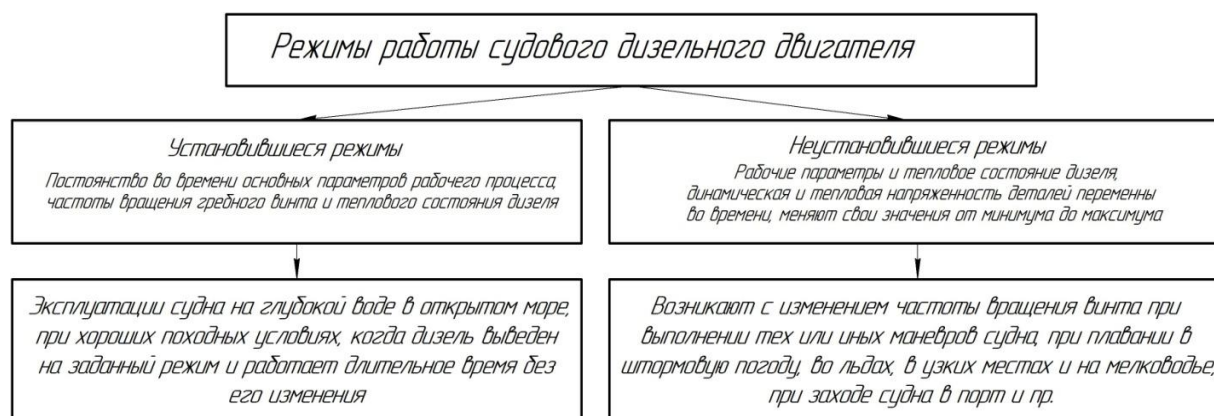 Режимы работы судового дизельного двигателя
Установившиеся режимы
Постоянство во времени основных параметров рабочего процесса,
частоты вращения гребного винта и теплового состояния дизеля
Неустановившиеся режимы
Рабочие параметры и тепловое состояние дизеля,
динамическая и тепловая напряженность деталей переменны
во времени, меняют свои значения от минимума до максимума
Эксплуатации судна на глубокой воде в открытом море,
при хороших походных условиях, когда дизель выведен
на заданный режим и работает длительное время без
его изменения
Возникают с изменением частоты вращения винта при
выполнении тех или иных маневров судна, при плавании в
штормовую погоду, во льдах, в узких местах и на мелководье,
при заходе судна в порт и пр.